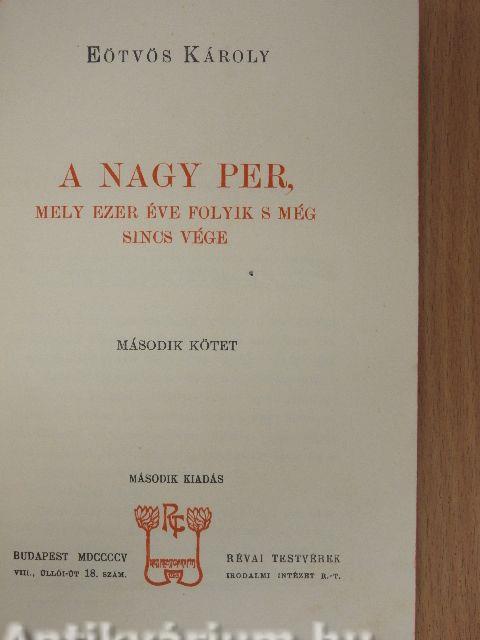 EÖTVÖS KÁROLY
A NAGY PER,
MELY EZER ÉVE FOLYIK S MÉG
SINCS VÉGE
MÁSODIK KÖTET
MÁSODIK KIADÁS
BUDAPEST MDCCCCV
VIII., ÜLLŐI-ÚT 18. SZÁM.
RÉVAI TESTVÉREK
IRODALMI INTÉZET R.-T.
Antikvárium.hu